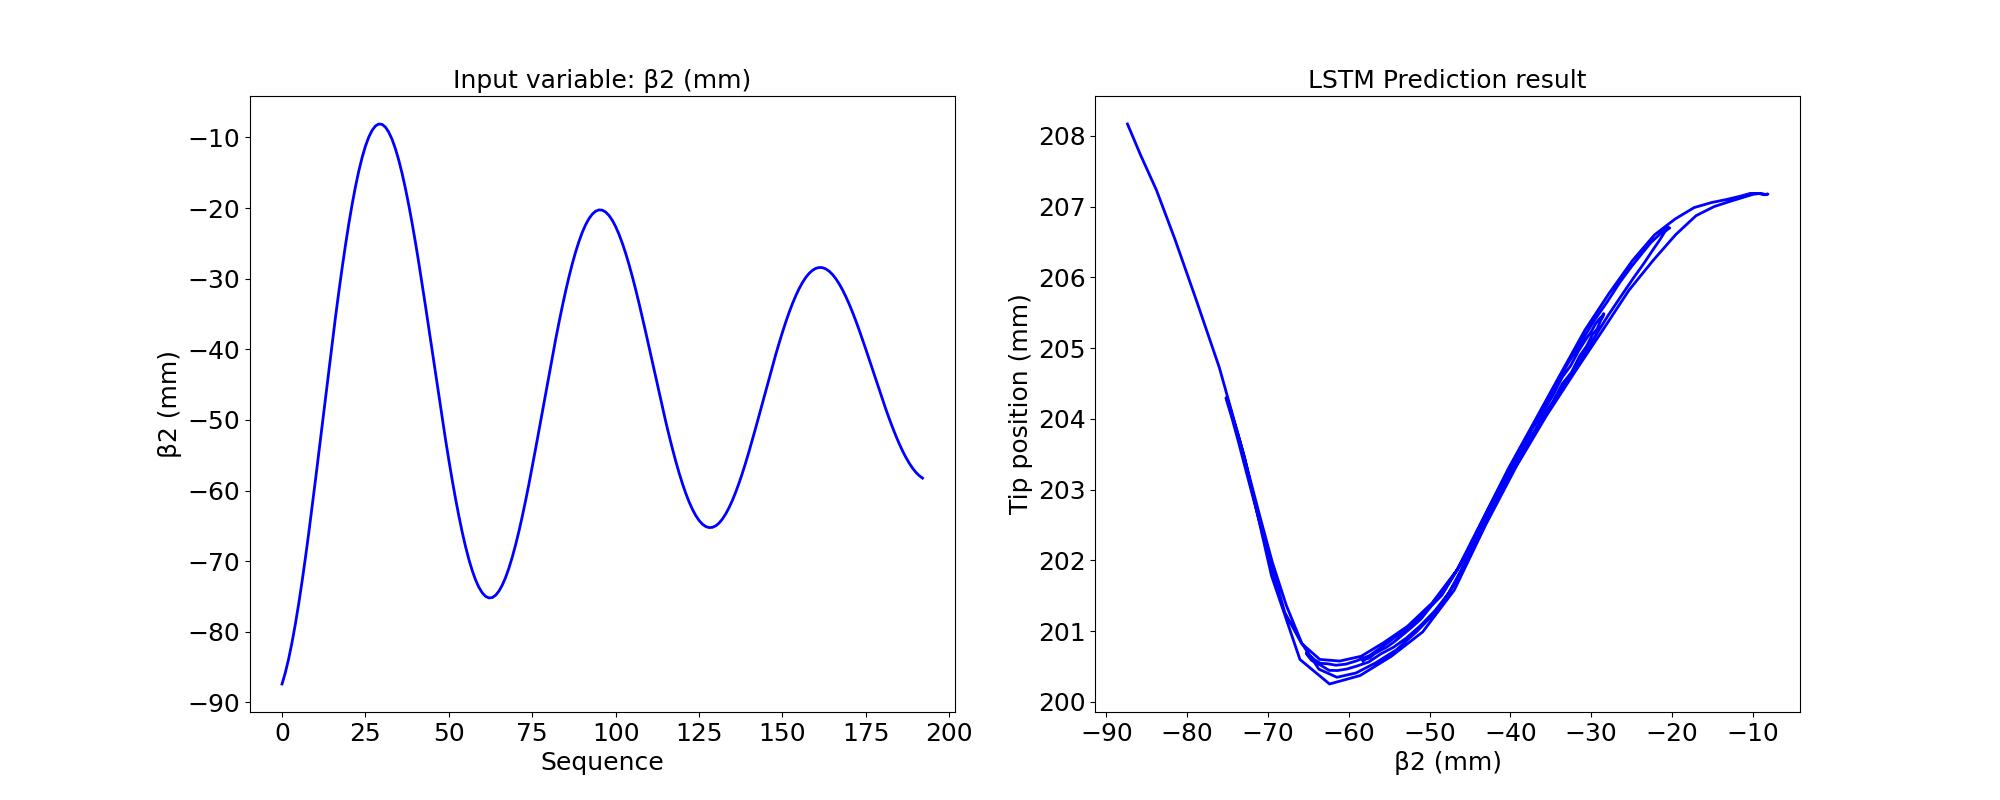 Input variable: β2 (mm)
β2 (mm)
−10
−20
−30
−40
−50
−60
−70
−80
−90
0 25 50 75 100 125 150 175 200
Sequence
LSTM Prediction result
Tip position (mm)
208
207
206
205
204
203
202
201
200
−90 −80 −70 −60 −50 −40 −30 −20 −10
β2 (mm)